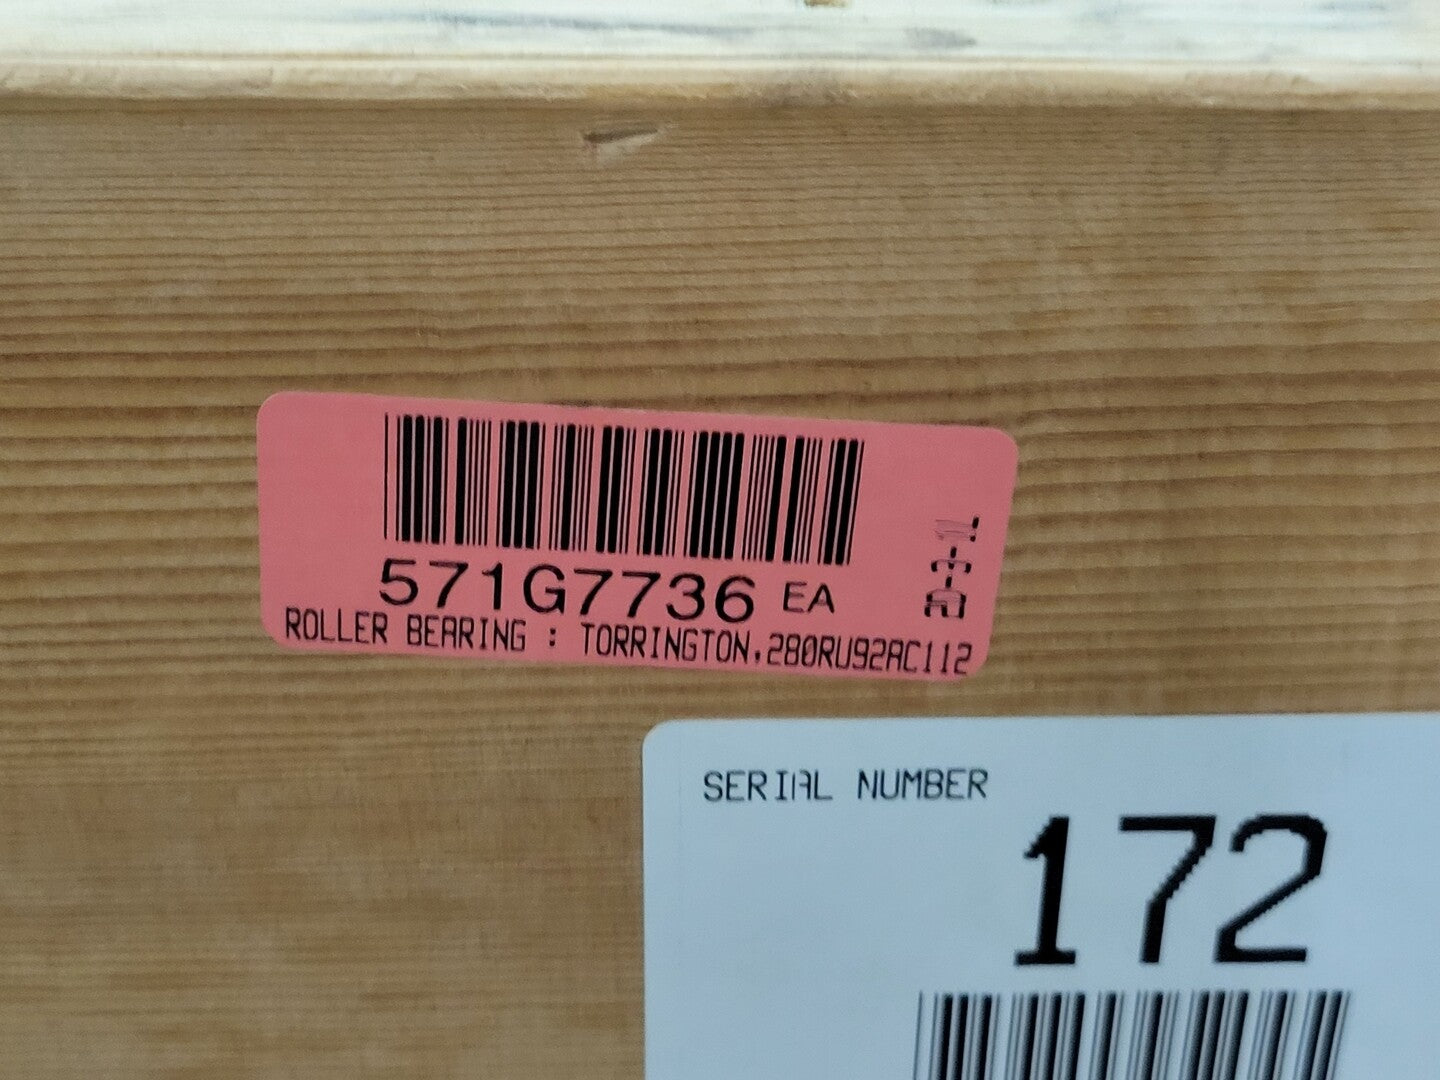 571G7736 EA
ROLLER BEARING : TORRINGTON,280RU92AC112
SERIAL NUMBER
172